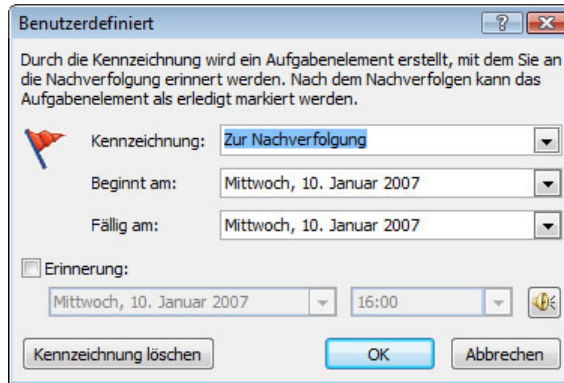 Benutzerdefiniert
Durch die Kennzeichnung wird ein Aufgabenelement erstellt, mit dem Sie an
die Nachverfolgung erinnert werden. Nach dem Nachverfolgen kann das
Aufgabenelement als erledigt markiert werden.
Kennzeichnung: Zur Nachverfolgung
Beginnt am: Mittwoch, 10. Januar 2007
Fällig am: Mittwoch, 10. Januar 2007
Erinnerung:
Mittwoch, 10. Januar 2007 16:00
Kennzeichnung löschen OK Abbrechen